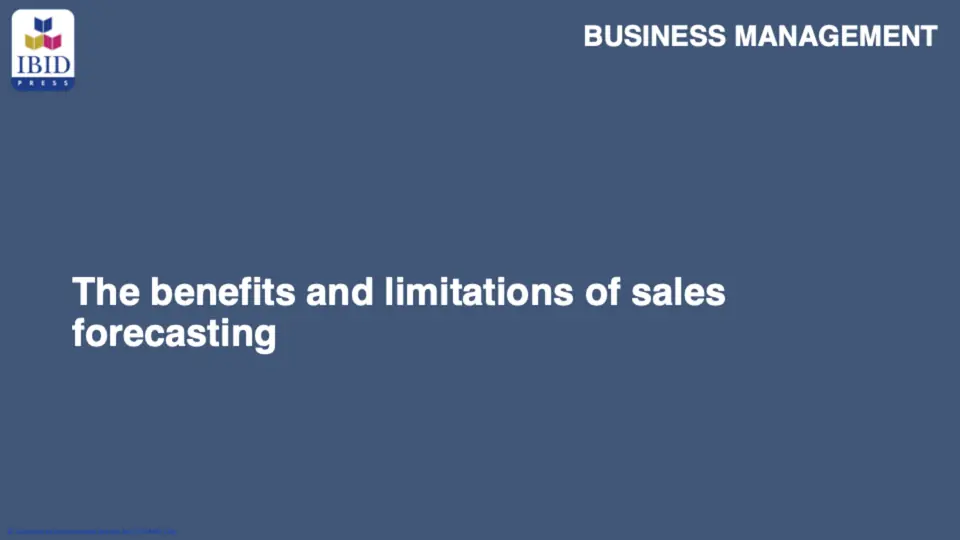 IBID
PRESS
BUSINESS MANAGEMENT
The benefits and limitations of sales
forecasting